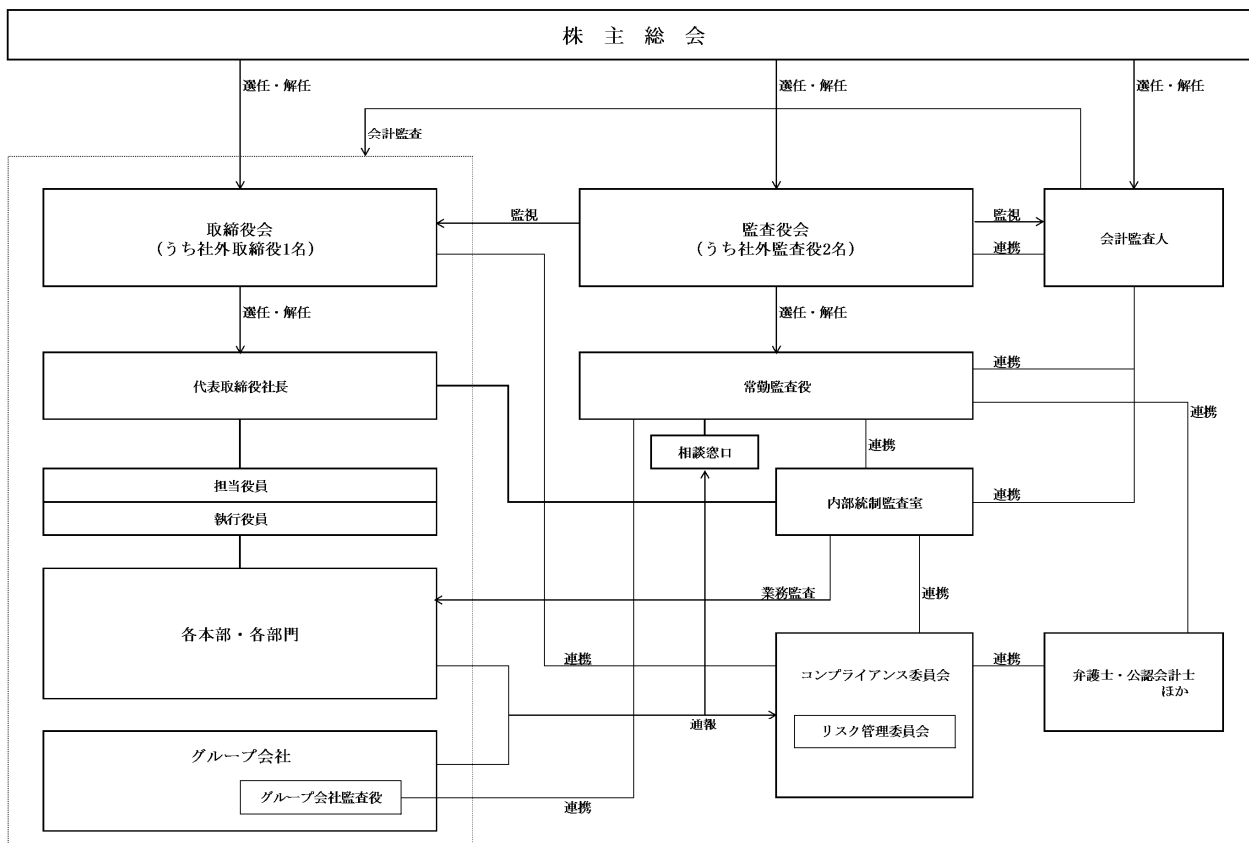 株主総会
選任・解任
選任・解任
選任・解任
会計監査
取締役会
(うち社外取締役1名)
監視
監査役会
(うち社外監査役2名)
監視
連携
会計監査人
選任・解任
選任・解任
代表取締役社長
常勤監査役
連携
連携
相談窓口
連携
担当役員
執行役員
内部統制監査室
連携
業務監査
連携
各本部・各部門
連携
コンプライアンス委員会
連携
弁護士・公認会計士
ほか
通報
リスク管理委員会
グループ会社
グループ会社監査役
連携